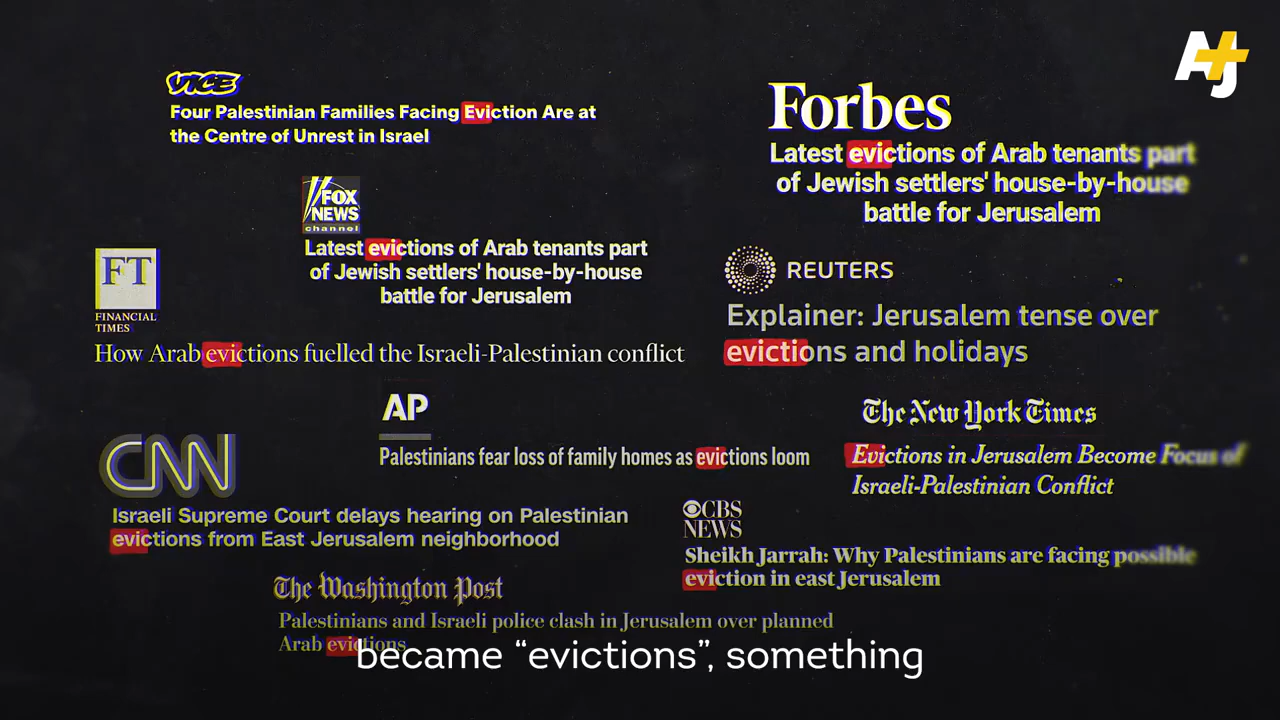 AJ+
VICE
Four Palestinian Families Facing Eviction Are at
the Centre of Unrest in Israel
Forbes
Latest evictions of Arab tenants part
of Jewish settlers' house-by-house
battle for Jerusalem
FOX
NEWS
channel
Latest evictions of Arab tenants part
of Jewish settlers' house-by-house
battle for Jerusalem
FT
FINANCIAL
TIMES
How Arab evictions fuelled the Israeli-Palestinian conflict
REUTERS
Explainer: Jerusalem tense over
evictions and holidays
AP
Palestinians fear loss of family homes as evictions loom
The New York Times
Evictions in Jerusalem Become Focus of
Israeli-Palestinian Conflict
CNN
Israeli Supreme Court delays hearing on Palestinian
evictions from East Jerusalem neighborhood
CBS
NEWS
Sheikh Jarrah: Why Palestinians are facing possible
eviction in east Jerusalem
The Washington Post
Palestinians and Israeli police clash in Jerusalem over planned
Arab evictions
became “evictions”, something